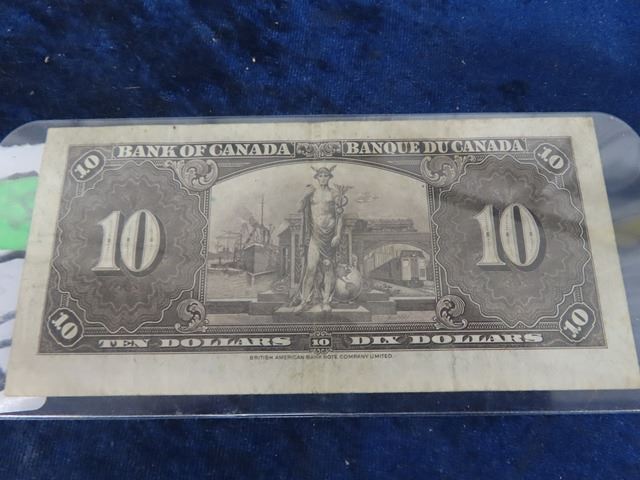 10 BANK OF CANADA BANQUE DU CANADA 10
10 10
10 TEN DOLLARS 10 DIX DOLLARS 10
BRITISH AMERICAN BANK NOTE COMPANY LIMITED.